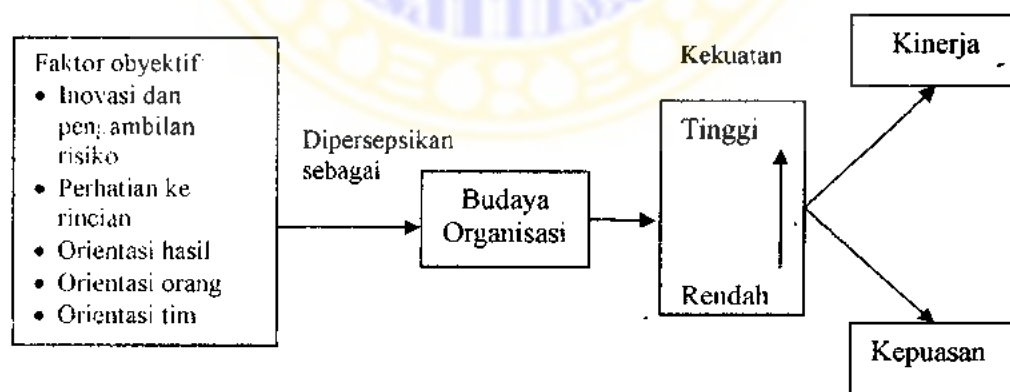 Faktor obyektif
• Inovasi dan
pengambilan
risiko
• Perhatian ke
rincian
• Orientasi hasil
• Orientasi orang
• Orientasi tim
Dipersepsikan
sebagai
Budaya
Organisasi
Kekuatan
Tinggi
Rendah
Kinerja
Kepuasan